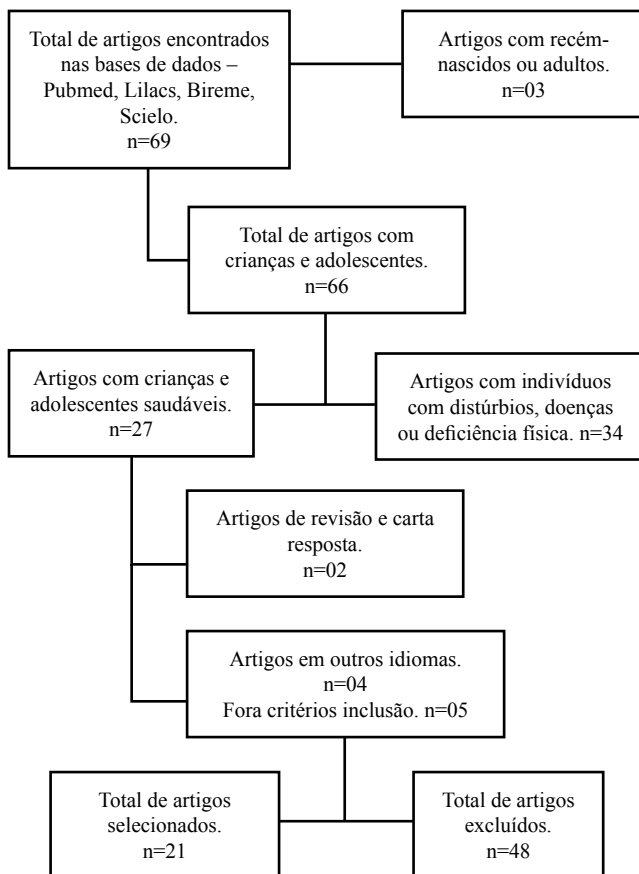 Total de artigos encontrados
nas bases de dados –
Pubmed, Lilacs, Bireme,
Scielo.
n=69
Artigos com recém-
nascidos ou adultos.
n=03
Total de artigos com
crianças e adolescentes.
n=66
Artigos com crianças e
adolescentes saudáveis.
n=27
Artigos com indivíduos
com distúrbios, doenças
ou deficiência física. n=34
Artigos de revisão e carta
resposta.
n=02
Artigos em outros idiomas.
n=04
Fora critérios inclusão. n=05
Total de artigos
selecionados.
n=21
Total de artigos
excluídos.
n=48